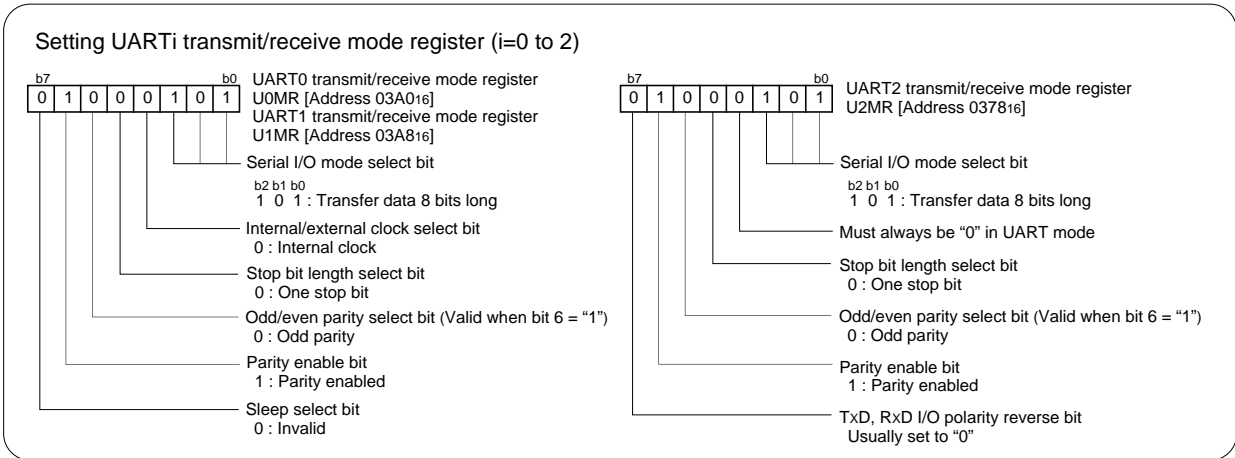 Setting UARTi transmit/receive mode register (i=0 to 2)
b7 b0
0 1 0 0 0 1 0 1
UART0 transmit/receive mode register
U0MR [Address 03A016]
UART1 transmit/receive mode register
U1MR [Address 03A816]
Serial I/O mode select bit
b2 b1 b0
1 0 1 : Transfer data 8 bits long
Internal/external clock select bit
0 : Internal clock
Stop bit length select bit
0 : One stop bit
Odd/even parity select bit (Valid when bit 6 = “1”)
0 : Odd parity
Parity enable bit
1 : Parity enabled
Sleep select bit
0 : Invalid
b7 b0
0 1 0 0 0 1 0 1
UART2 transmit/receive mode register
U2MR [Address 037816]
Serial I/O mode select bit
b2 b1 b0
1 0 1 : Transfer data 8 bits long
Must always be “0” in UART mode
Stop bit length select bit
0 : One stop bit
Odd/even parity select bit (Valid when bit 6 = “1”)
0 : Odd parity
Parity enable bit
1 : Parity enabled
TxD, RxD I/O polarity reverse bit
Usually set to “0”